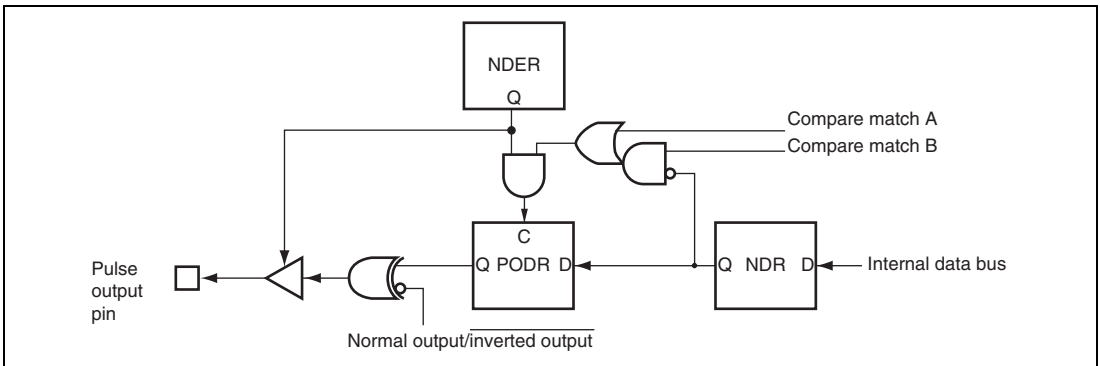 NDER
Q
Compare match A
Compare match B
C
Q PODR D
Q NDR D
Internal data bus
Pulse
output
pin
Normal output/inverted output